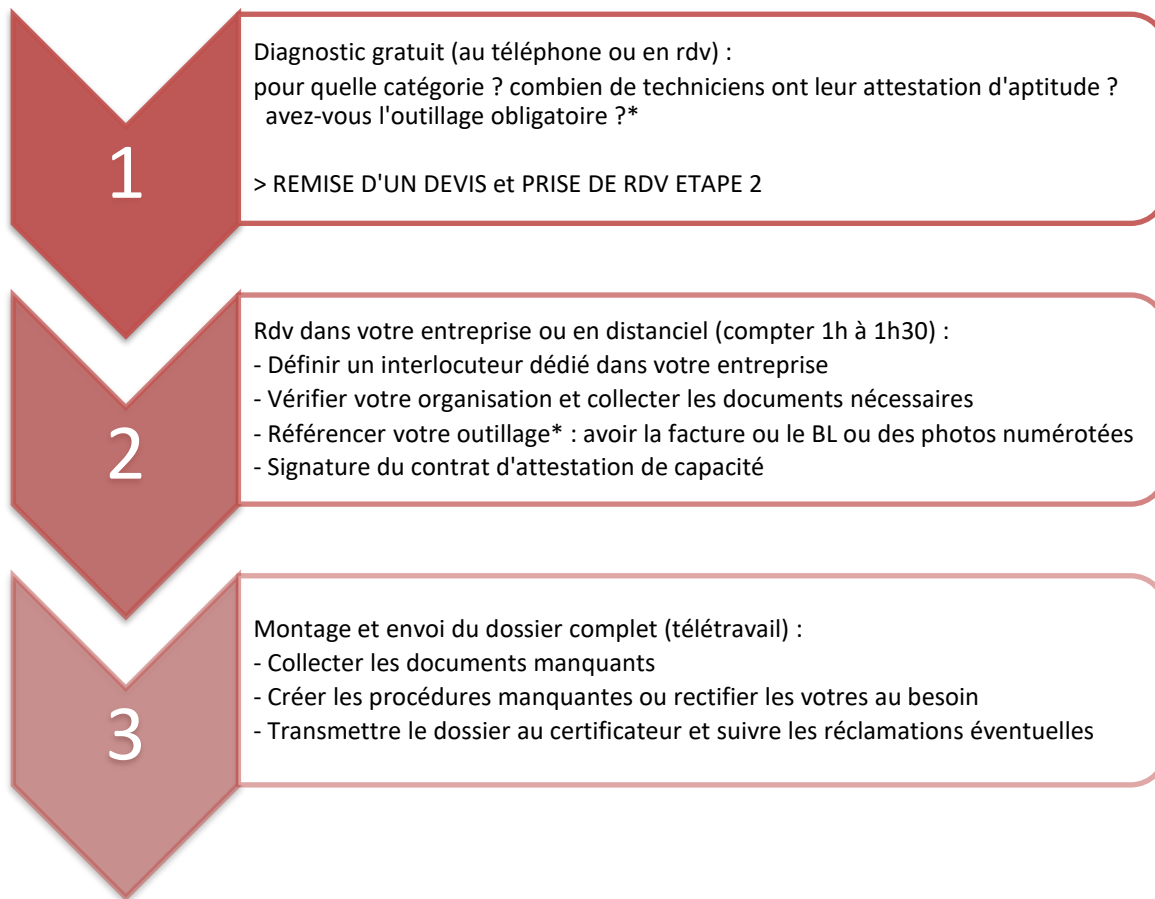 1
Diagnostic gratuit (au téléphone ou en rdv) :
pour quelle catégorie ? combien de techniciens ont leur attestation d'aptitude ?
avez-vous l'outillage obligatoire ?*
> REMISE D'UN DEVIS et PRISE DE RDV ETAPE 2
2
Rdv dans votre entreprise ou en distanciel (compter 1h à 1h30) :
- Définir un interlocuteur dédié dans votre entreprise
- Vérifier votre organisation et collecter les documents nécessaires
- Référencer votre outillage* : avoir la facture ou le BL ou des photos numérotées
- Signature du contrat d'attestation de capacité
3
Montage et envoi du dossier complet (télétravail) :
- Collecter les documents manquants
- Créer les procédures manquantes ou rectifier les votres au besoin
- Transmettre le dossier au certificateur et suivre les réclamations éventuelles